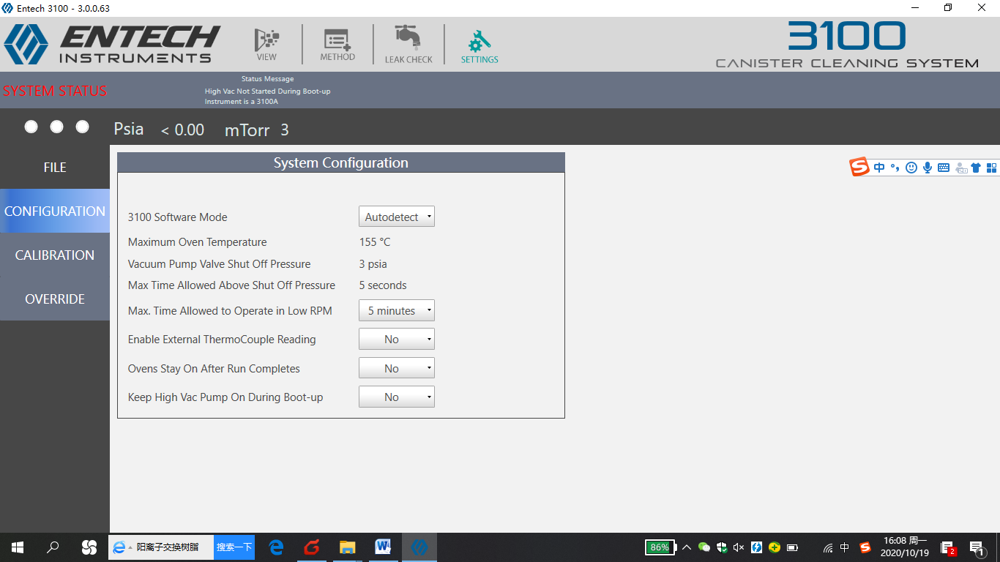 Entech 3100 - 3.0.0.63
ENTECH
INSTRUMENTS
VIEW
METHOD
LEAK CHECK
SETTINGS
3100
CANISTER CLEANING SYSTEM
SYSTEM STATUS
Status Message
High Vac Not Started During Boot-up
Instrument is a 3100A
Psia < 0.00 mTorr 3
FILE
CONFIGURATION
CALIBRATION
OVERRIDE
System Configuration
中
3100 Software Mode Autodetect
Maximum Oven Temperature 155 °C
Vacuum Pump Valve Shut Off Pressure 3 psia
Max Time Allowed Above Shut Off Pressure 5 seconds
Max. Time Allowed to Operate in Low RPM 5 minutes
Enable External ThermoCouple Reading No
Ovens Stay On After Run Completes No
Keep High Vac Pump On During Boot-up No
阳离子交换树脂 搜索一下
86%
中
16:08 周一
2020/10/19
2
1